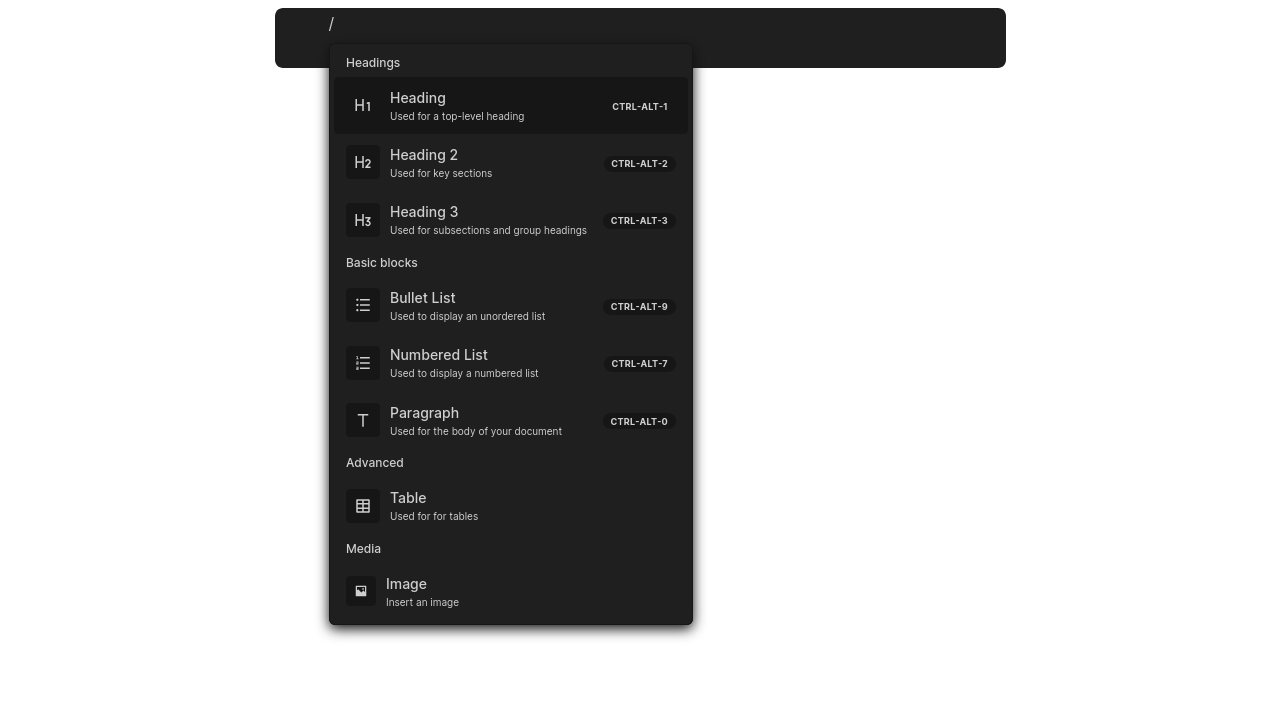 /
Headings
H1 Heading CTRL-ALT-1
Used for a top-level heading
H2 Heading 2 CTRL-ALT-2
Used for key sections
H3 Heading 3 CTRL-ALT-3
Used for subsections and group headings
Basic blocks
Bullet List CTRL-ALT-9
Used to display an unordered list
Numbered List CTRL-ALT-7
Used to display a numbered list
T Paragraph CTRL-ALT-0
Used for the body of your document
Advanced
Table
Used for for tables
Media
Image
Insert an image